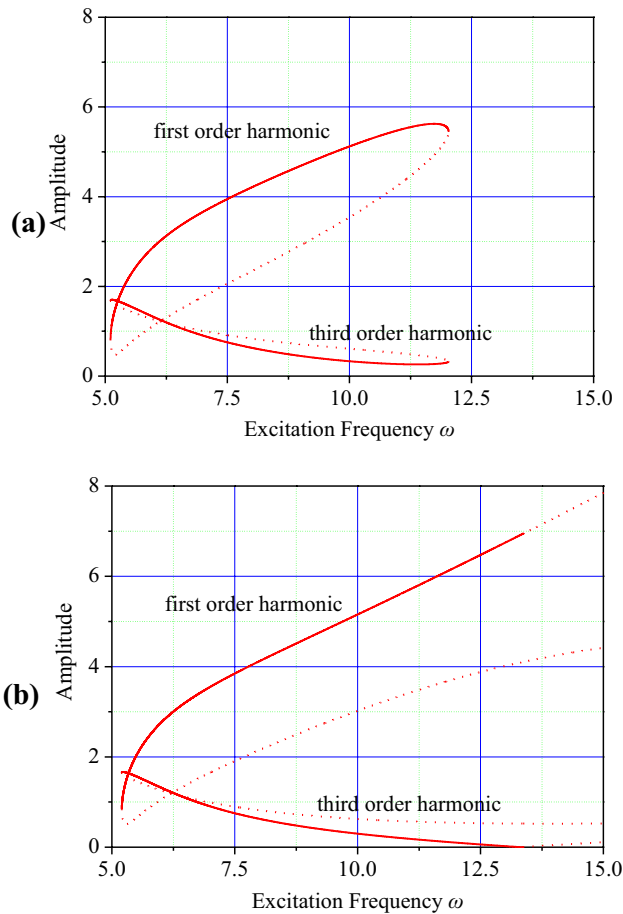 8
6
first order harmonic
4
(a)
Amplitude
2
third order harmonic
0
5.0 7.5 10.0 12.5 15.0
Excitation Frequency ω
8
6
first order harmonic
4
(b)
Amplitude
2
third order harmonic
0
5.0 7.5 10.0 12.5 15.0
Excitation Frequency ω